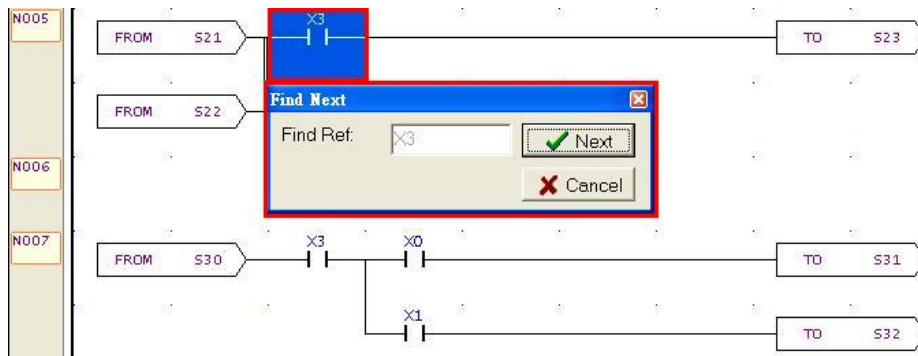 N005
X3
FROM S21
TO S23
Find Next
FROM S22
Find Ref:
X3
Next
N006
Cancel
N007
X3
X0
FROM S30
TO S31
X1
TO S32